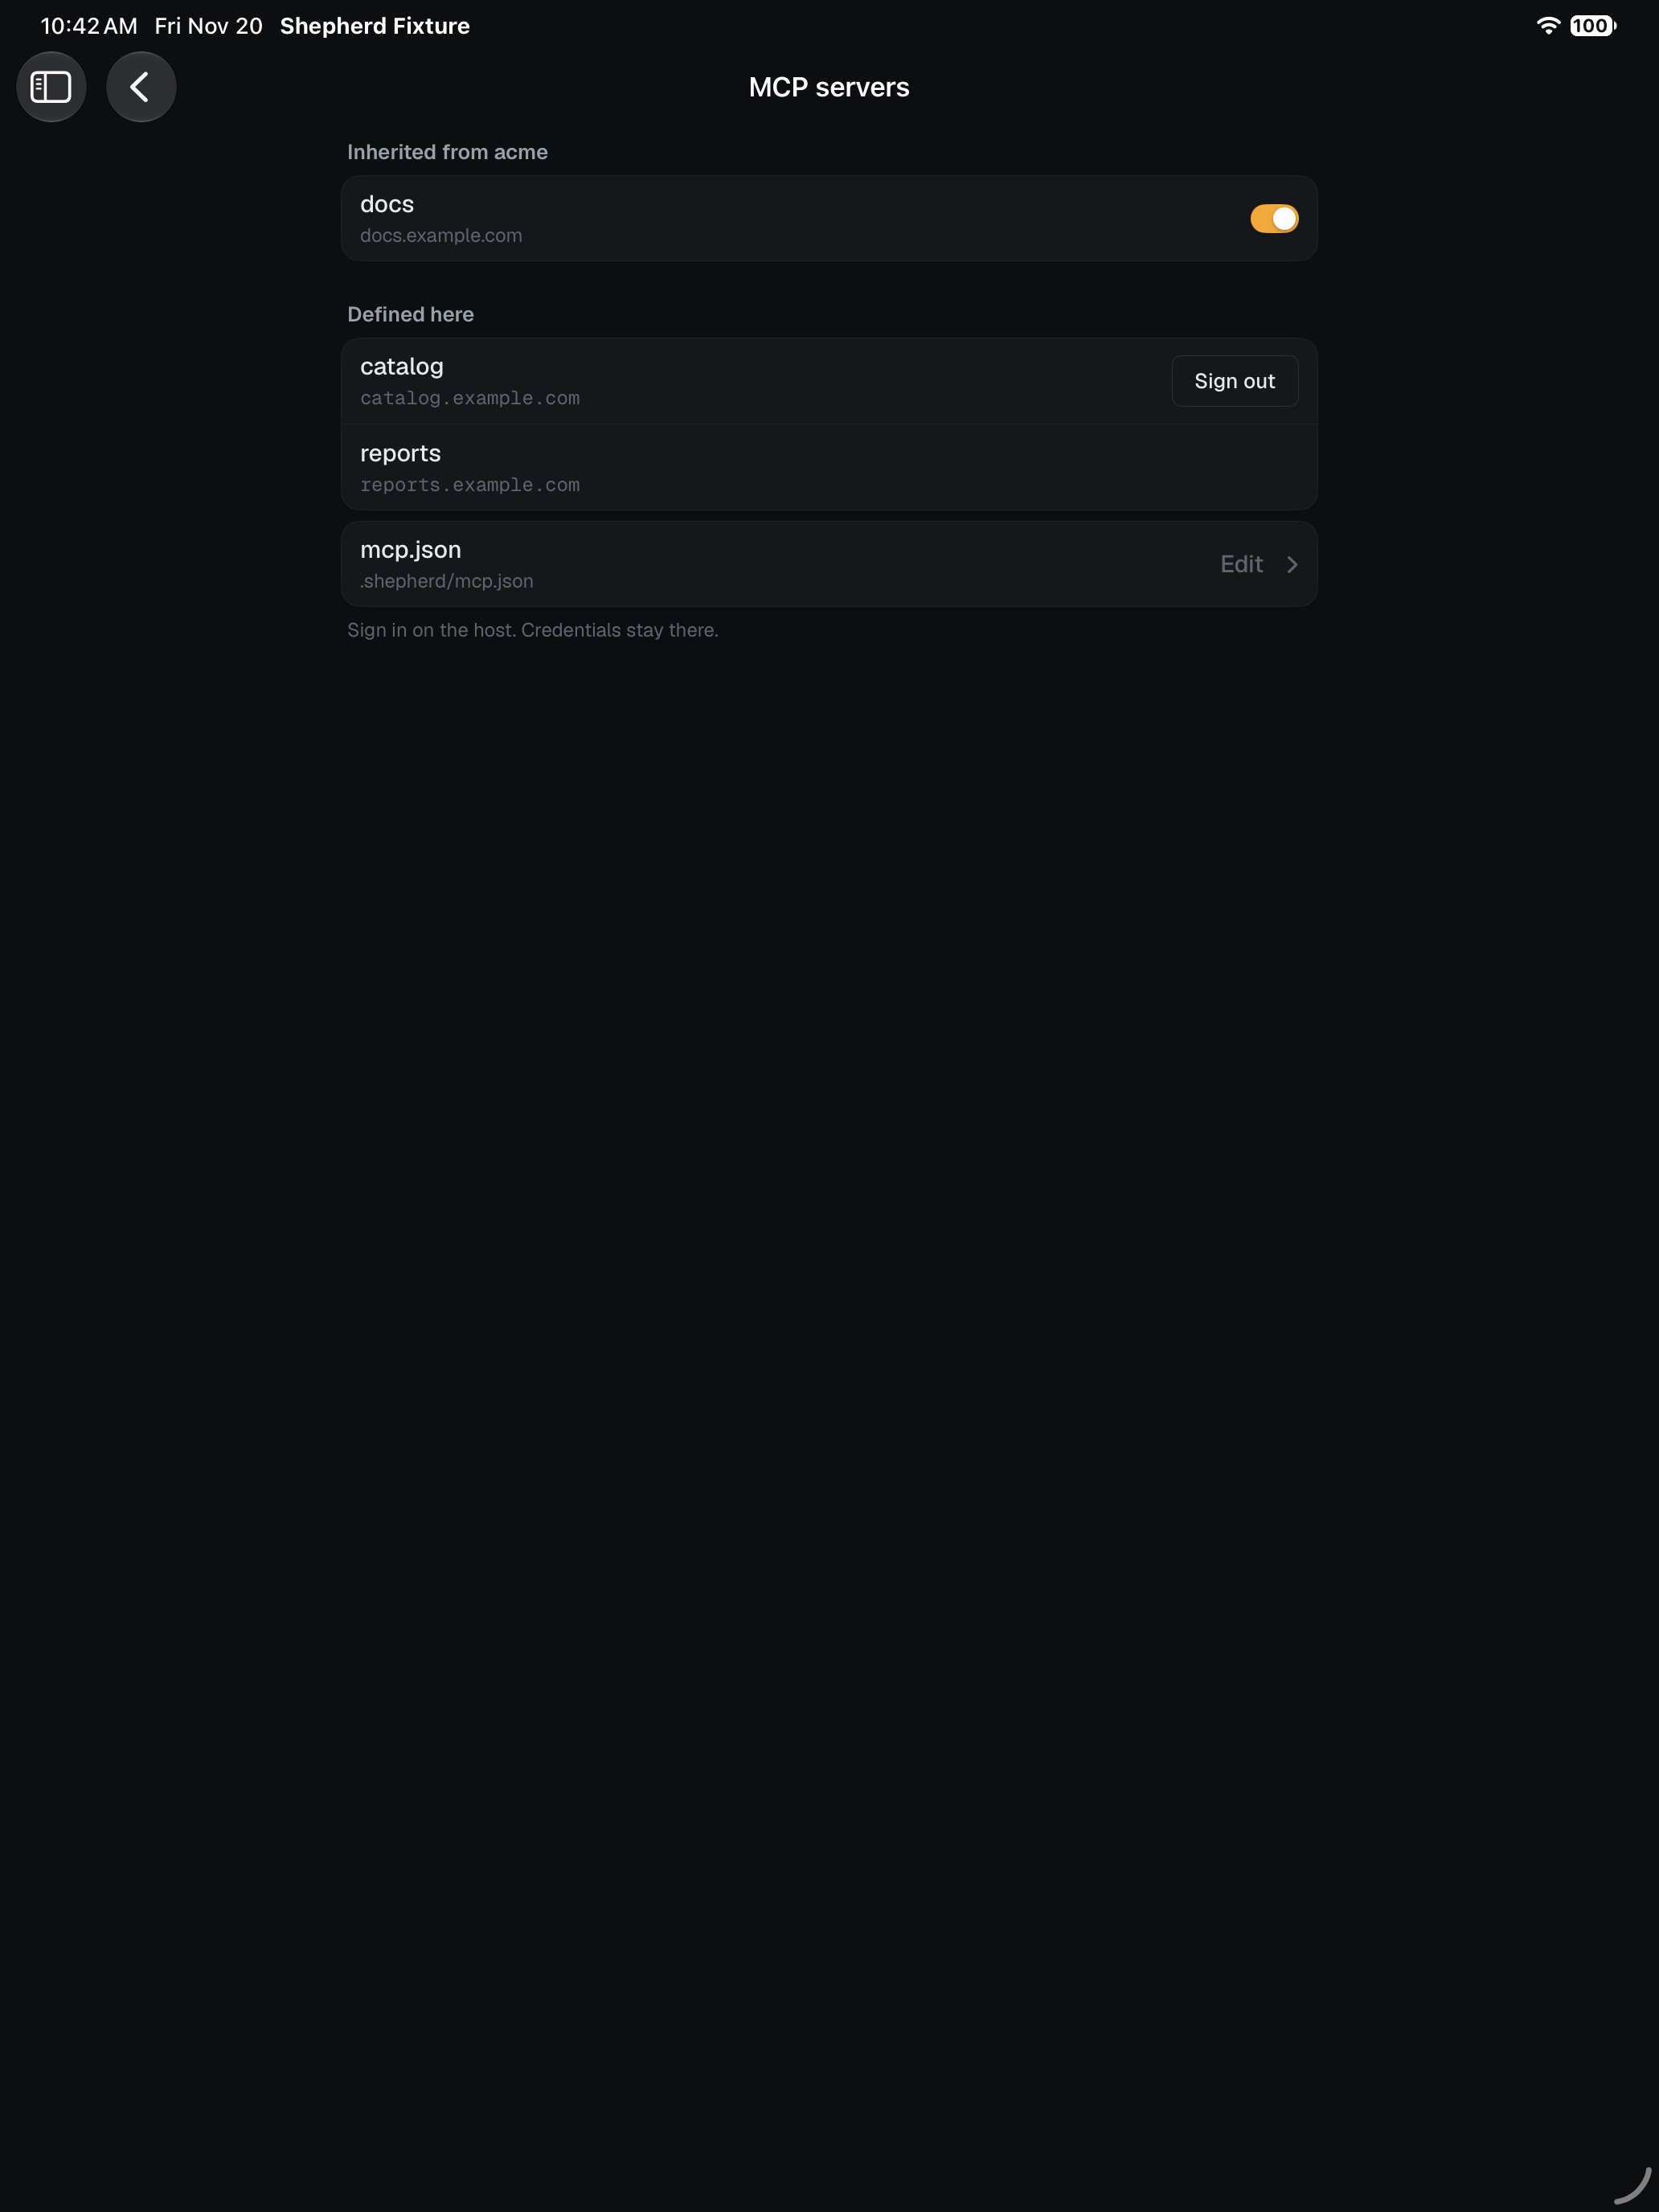 10:42 AM Fri Nov 20 Shepherd Fixture 100
MCP servers
Inherited from acme
docs
docs.example.com
Defined here
catalog
catalog.example.com
Sign out
reports
reports.example.com
mcp.json
.shepherd/mcp.json
Edit
Sign in on the host. Credentials stay there.